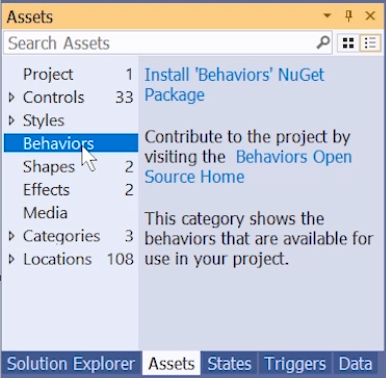 Assets
Search Assets
Project 1
Controls 33
Styles
Behaviors
Shapes 2
Effects 2
Media
Categories 3
Locations 108
Install 'Behaviors' NuGet
Package
Contribute to the project by
visiting the Behaviors Open
Source Home
This category shows the
behaviors that are available for
use in your project.
Solution Explorer Assets States Triggers Data